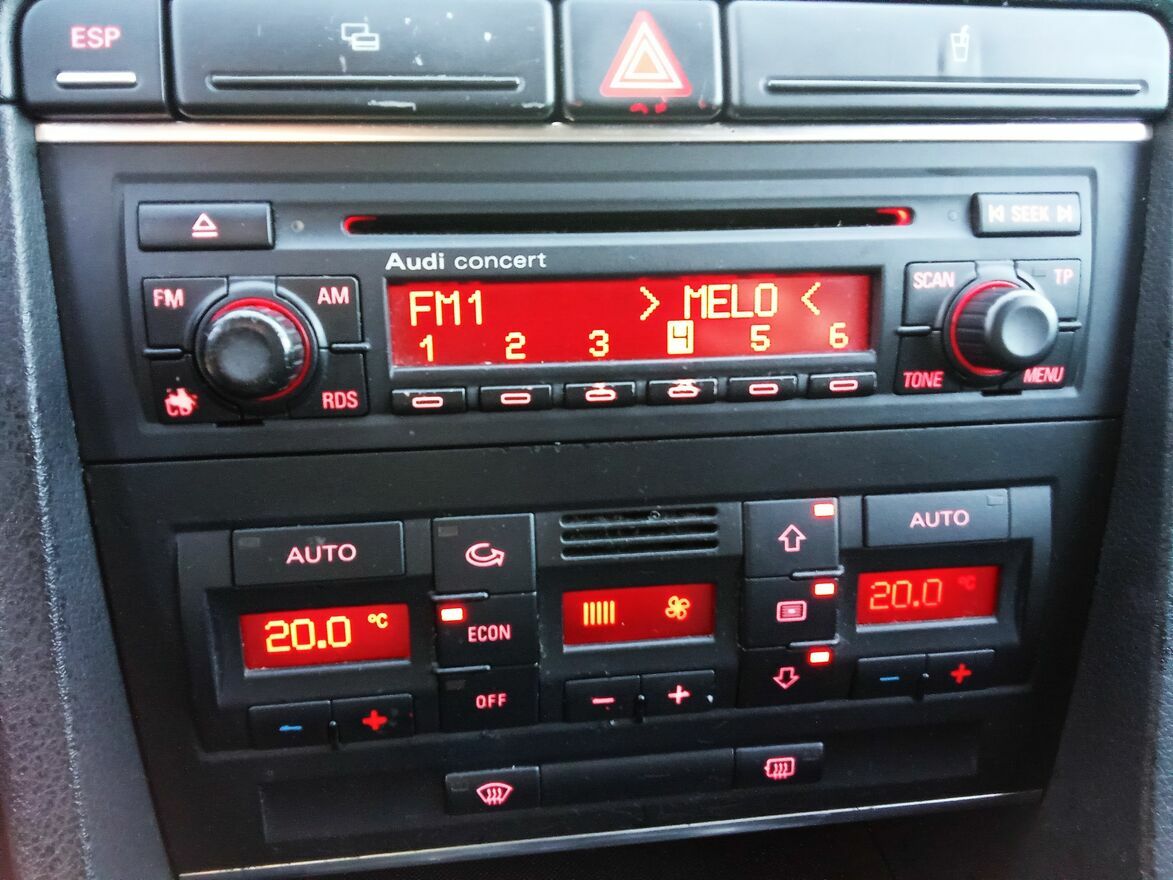 ESP
SEEK
Audi concert
FM
AM
FM1 > MELO <
1 2 3 4 5 6
CD
RDS
SCAN
TP
TONE
MENU
AUTO
AUTO
20.0 °C
ECON
20.0 °C
OFF
- +
- +
- +